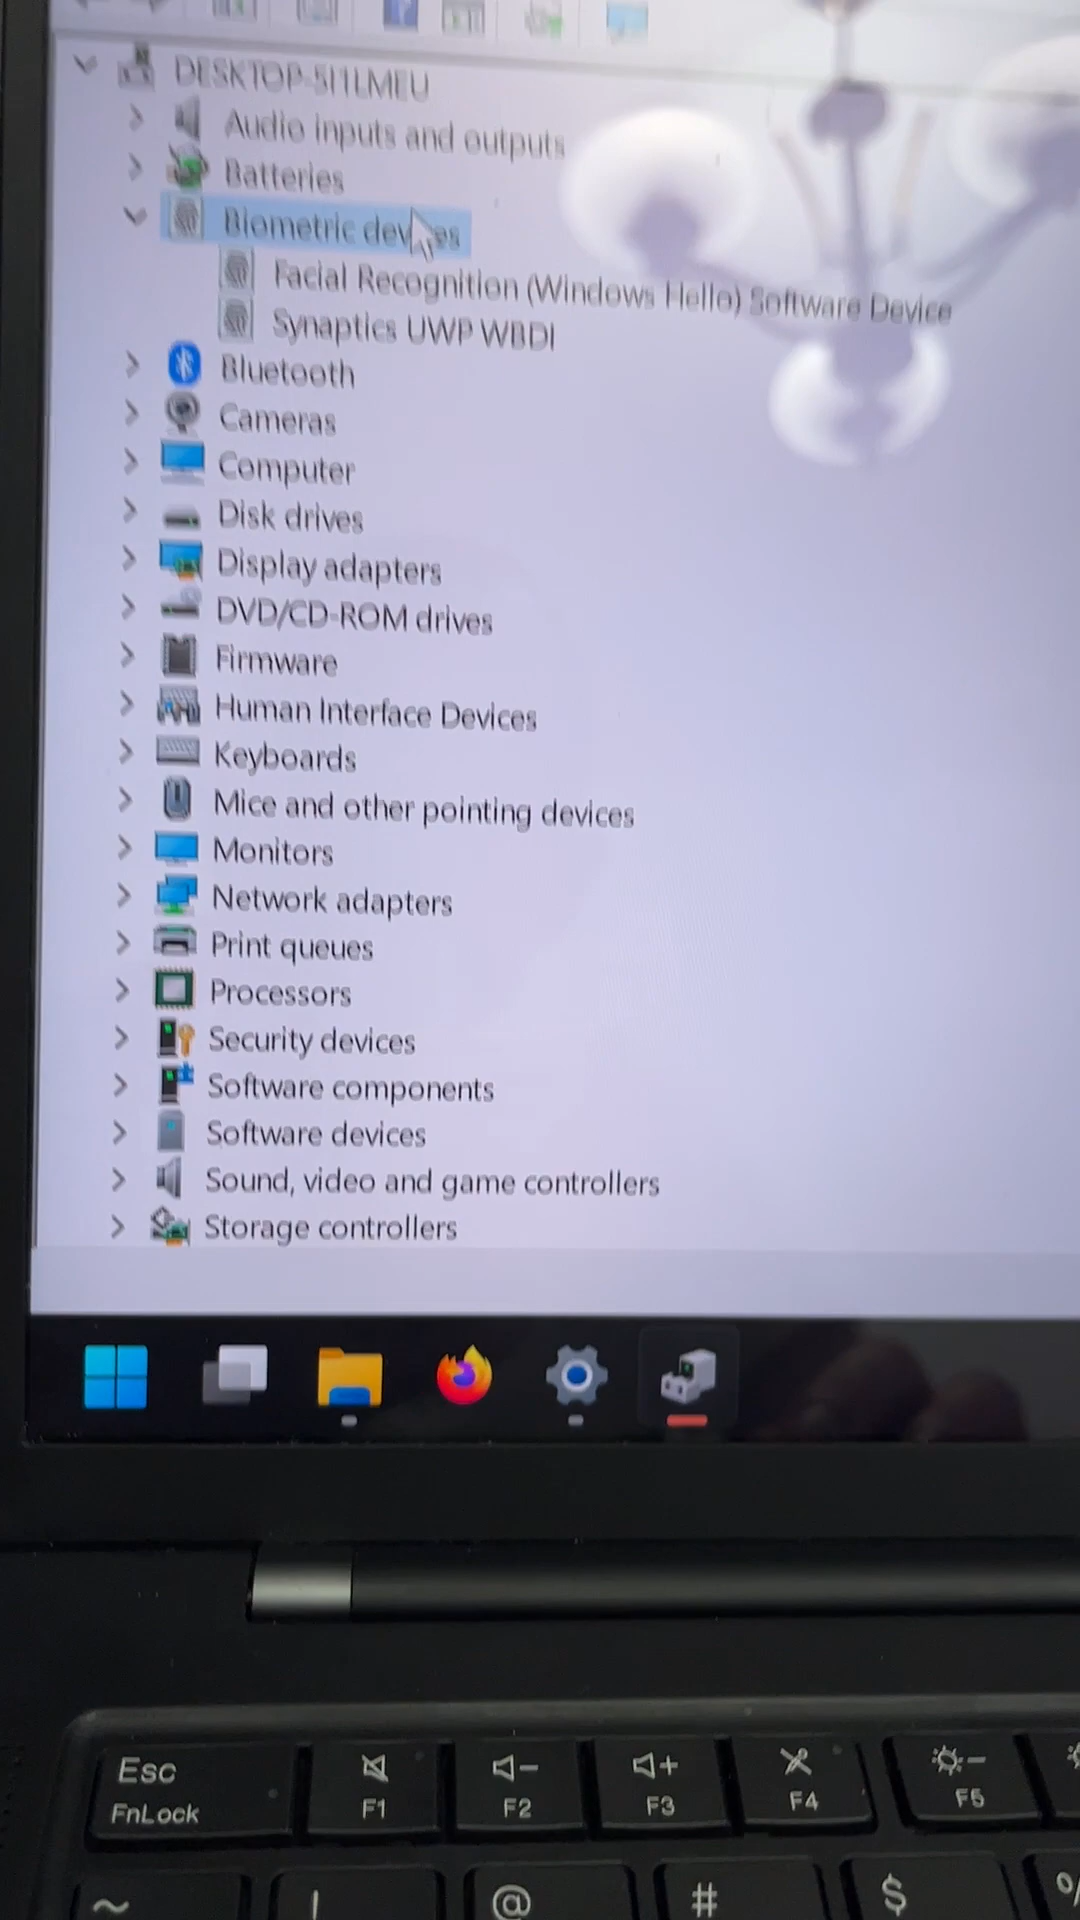 DESKTOP-5I1LMEU
Audio inputs and outputs
Batteries
Biometric devices
Facial Recognition (Windows Hello) Software Device
Synaptics UWP WBDI
Bluetooth
Cameras
Computer
Disk drives
Display adapters
DVD/CD-ROM drives
Firmware
Human Interface Devices
Keyboards
Mice and other pointing devices
Monitors
Network adapters
Print queues
Processors
Security devices
Software components
Software devices
Sound, video and game controllers
Storage controllers
Esc
FnLock
F1
F2
F3
F4
F5
~
!
@
#
$
%